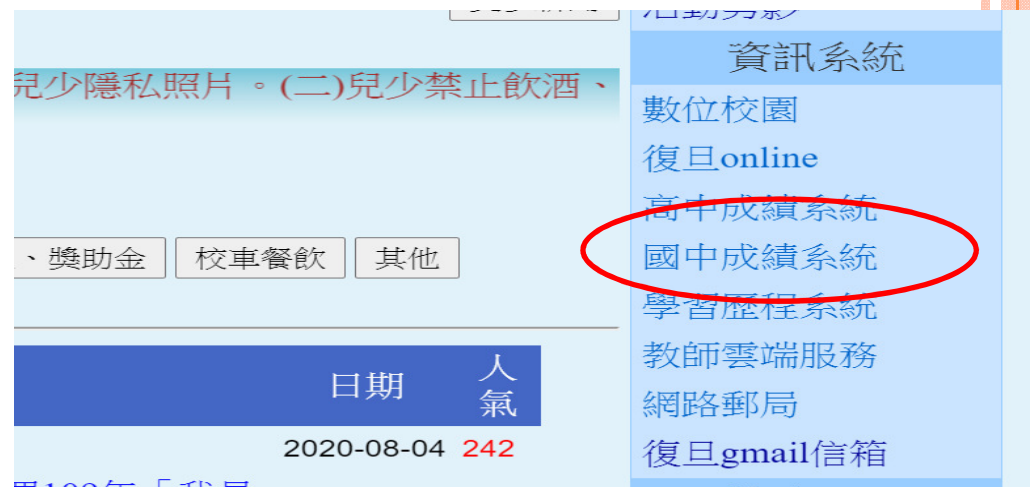 活動剪影
資訊系統
兒少隱私照片。(二)兒少禁止飲酒、
數位校園
復旦online
高中成績系統
、獎助金
校車餐飲
其他
國中成績系統
學習歷程系統
教師雲端服務
日期
人氣
網路郵局
2020-08-04 242
復旦gmail信箱